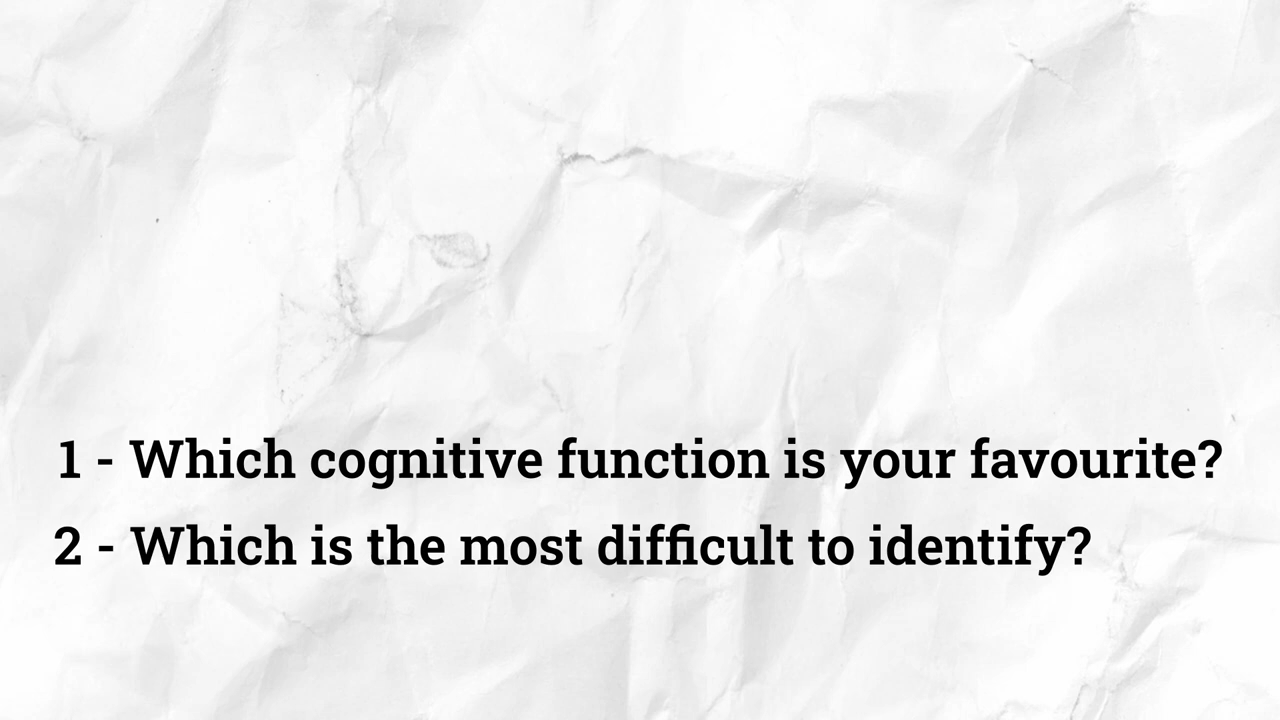 1 - Which cognitive function is your favourite?
2 - Which is the most difficult to identify?